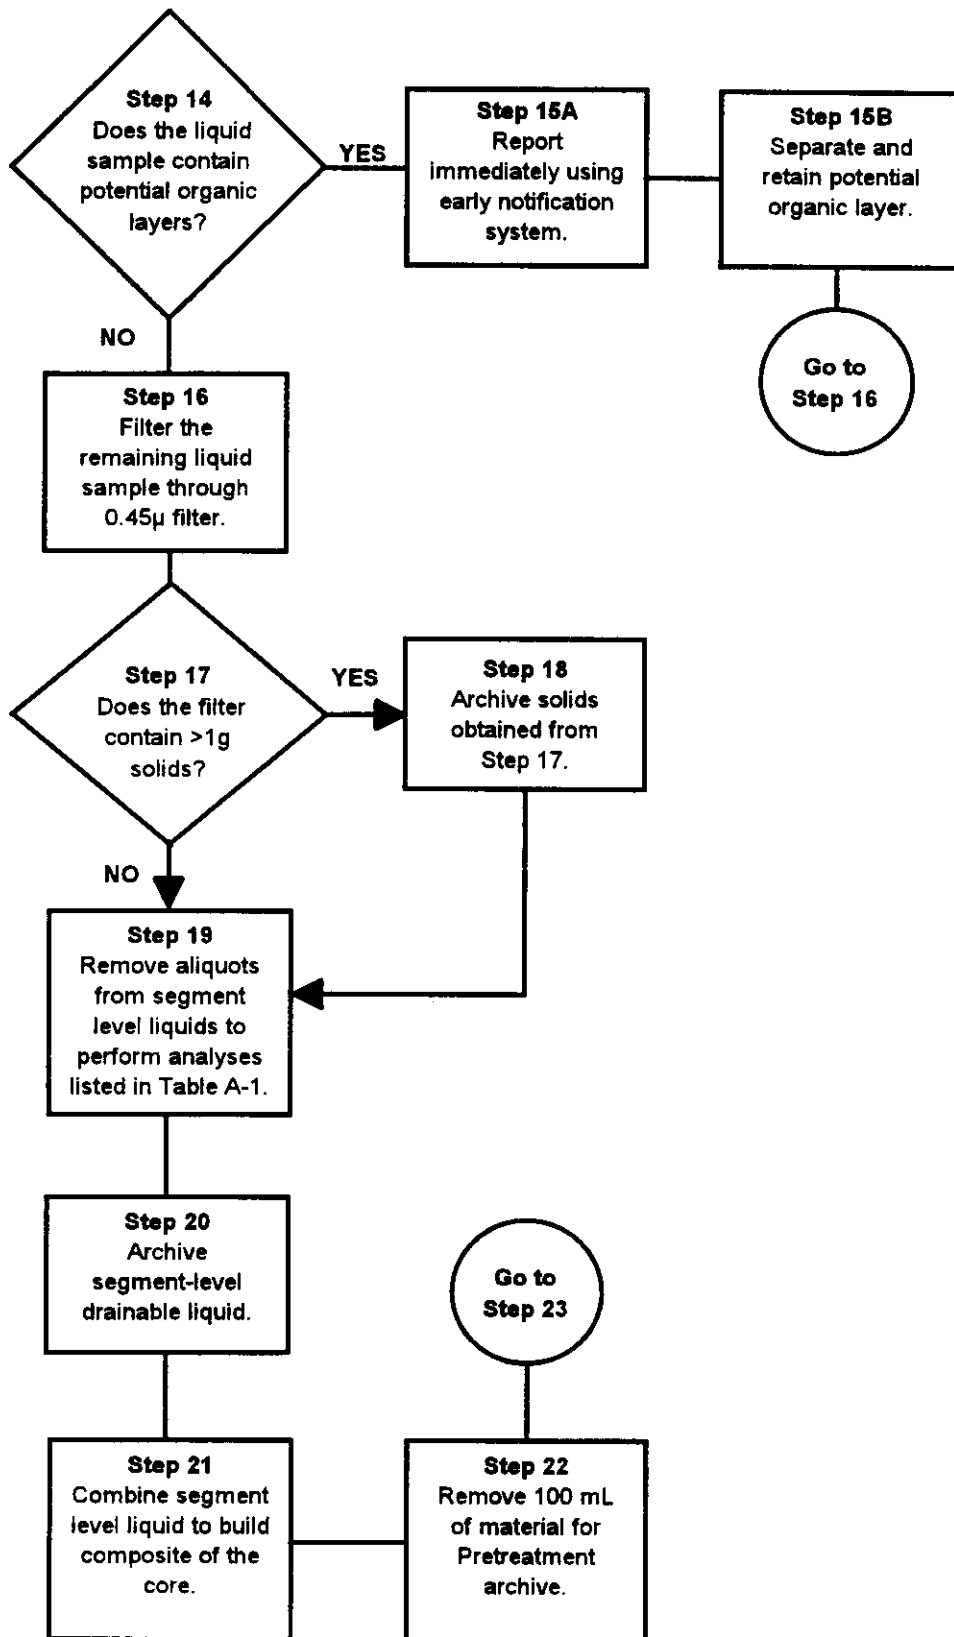 Step 14
Does the liquid
sample contain
potential organic
layers?
YES
Step 15A
Report
immediately using
early notification
system.
Step 15B
Separate and
retain potential
organic layer.
Go to
Step 16
NO
Step 16
Filter the
remaining liquid
sample through
0.45µ filter.
Step 17
Does the filter
contain >1g
solids?
YES
Step 18
Archive solids
obtained from
Step 17.
NO
Step 19
Remove aliquots
from segment
level liquids to
perform analyses
listed in Table A-1.
Step 20
Archive
segment-level
drainable liquid.
Step 21
Combine segment
level liquid to build
composite of the
core.
Step 22
Remove 100 mL
of material for
Pretreatment
archive.
Go to
Step 23